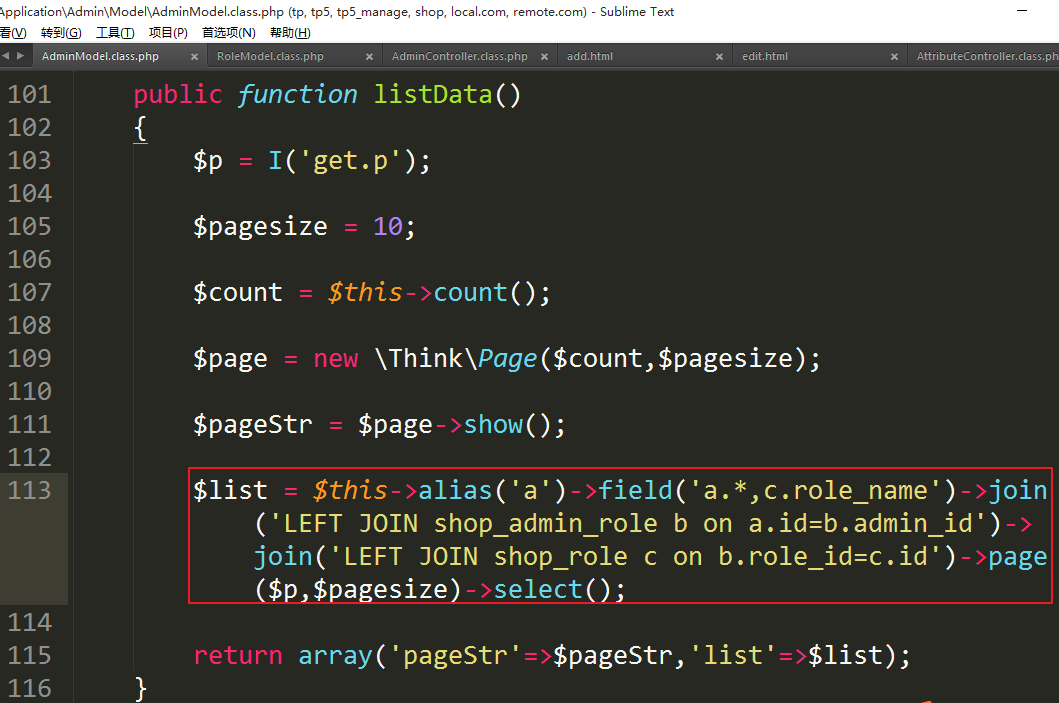 Application\Admin\Model\AdminModel.class.php (tp, tp5, tp5_manage, shop, local.com, remote.com) - Sublime Text
看(V) 转到(G) 工具(T) 项目(P) 首选项(N) 帮助(H)
AdminModel.class.php × RoleModel.class.php × AdminController.class.php × add.html × edit.html × AttributeController.class.ph
101 public function listData()
102 {
103 $p = I('get.p');
104
105 $pagesize = 10;
106
107 $count = $this->count();
108
109 $page = new \Think\Page($count,$pagesize);
110
111 $pageStr = $page->show();
112
113 $list = $this->alias('a')->field('a.*,c.role_name')->join
('LEFT JOIN shop_admin_role b on a.id=b.admin_id')->
join('LEFT JOIN shop_role c on b.role_id=c.id')->page
($p,$pagesize)->select();
114
115 return array('pageStr'=>$pageStr,'list'=>$list);
116 }